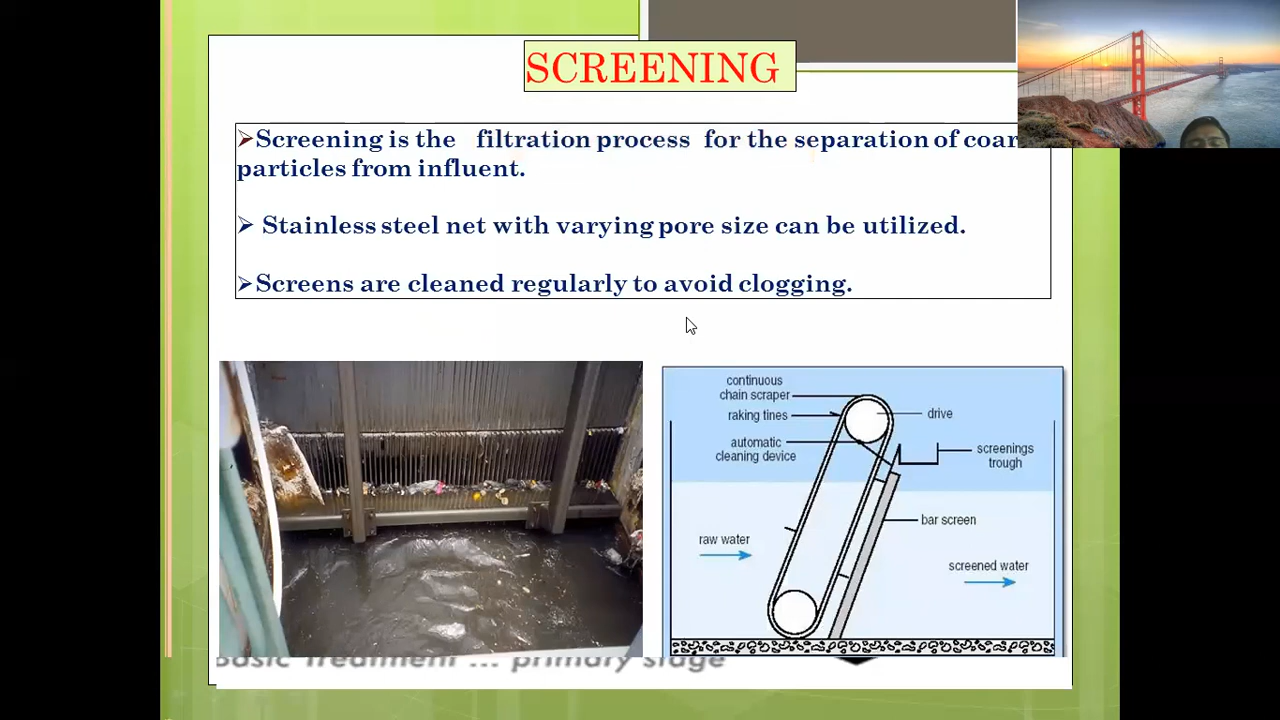 SCREENING
➢Screening is the filtration process for the separation of
particles from influent.
➢ Stainless steel net with varying pore size can be utilized.
➢Screens are cleaned regularly to avoid clogging.
continuous
chain scraper
raking tines
drive
automatic
cleaning device
screenings
trough
bar screen
raw water
screened water
Basic Treatment ... primary stage